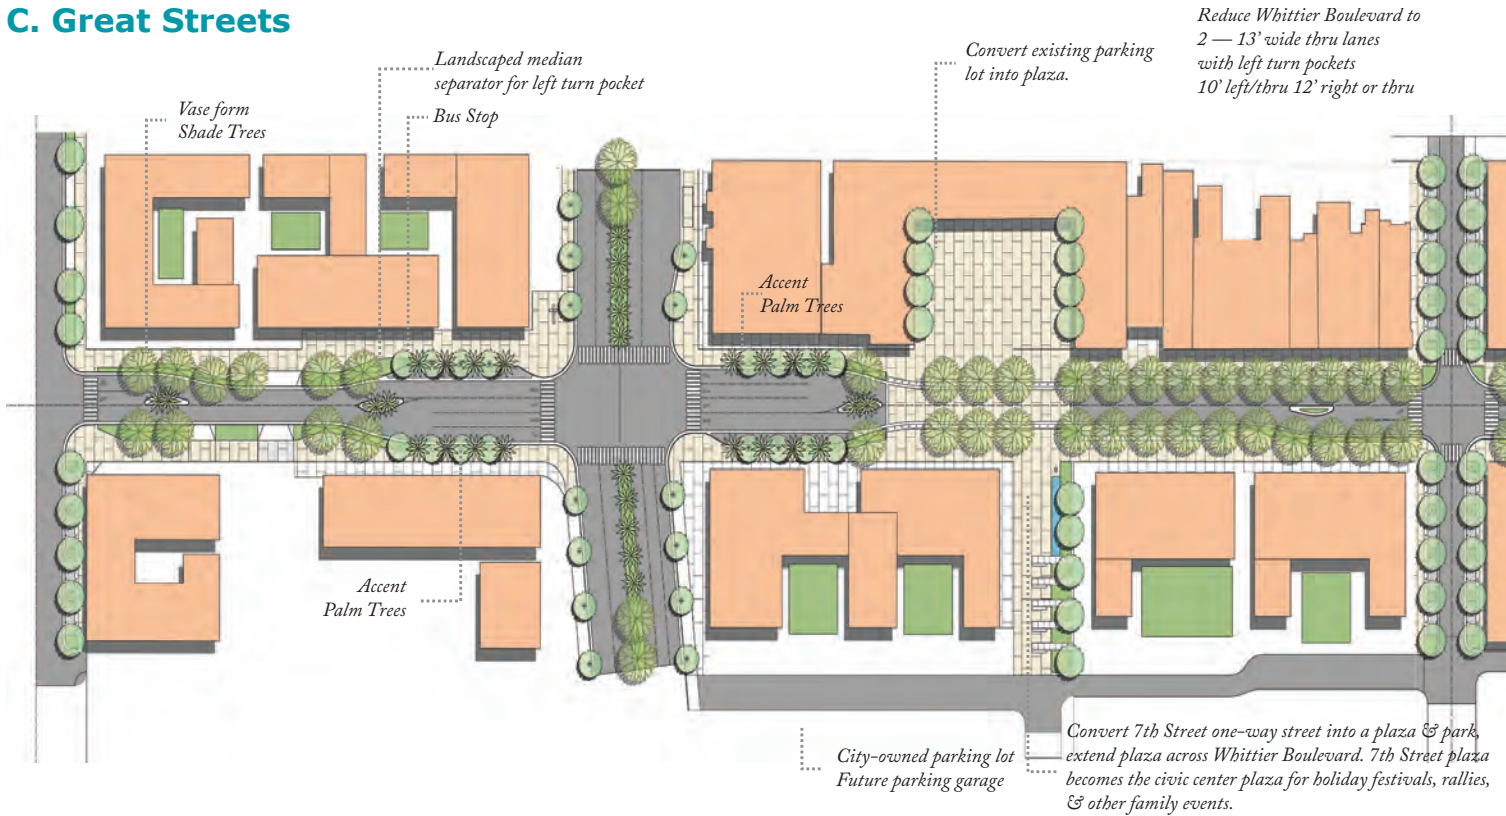 C. Great Streets
Reduce Whittier Boulevard to
2 — 13' wide thru lanes
with left turn pockets
10' left/thru 12' right or thru
Convert existing parking
lot into plaza.
Landscaped median
separator for left turn pocket
Vase form
Shade Trees
Bus Stop
Accent
Palm Trees
Accent
Palm Trees
City-owned parking lot
Future parking garage
Convert 7th Street one-way street into a plaza & park,
extend plaza across Whittier Boulevard. 7th Street plaza
becomes the civic center plaza for holiday festivals, rallies,
& other family events.